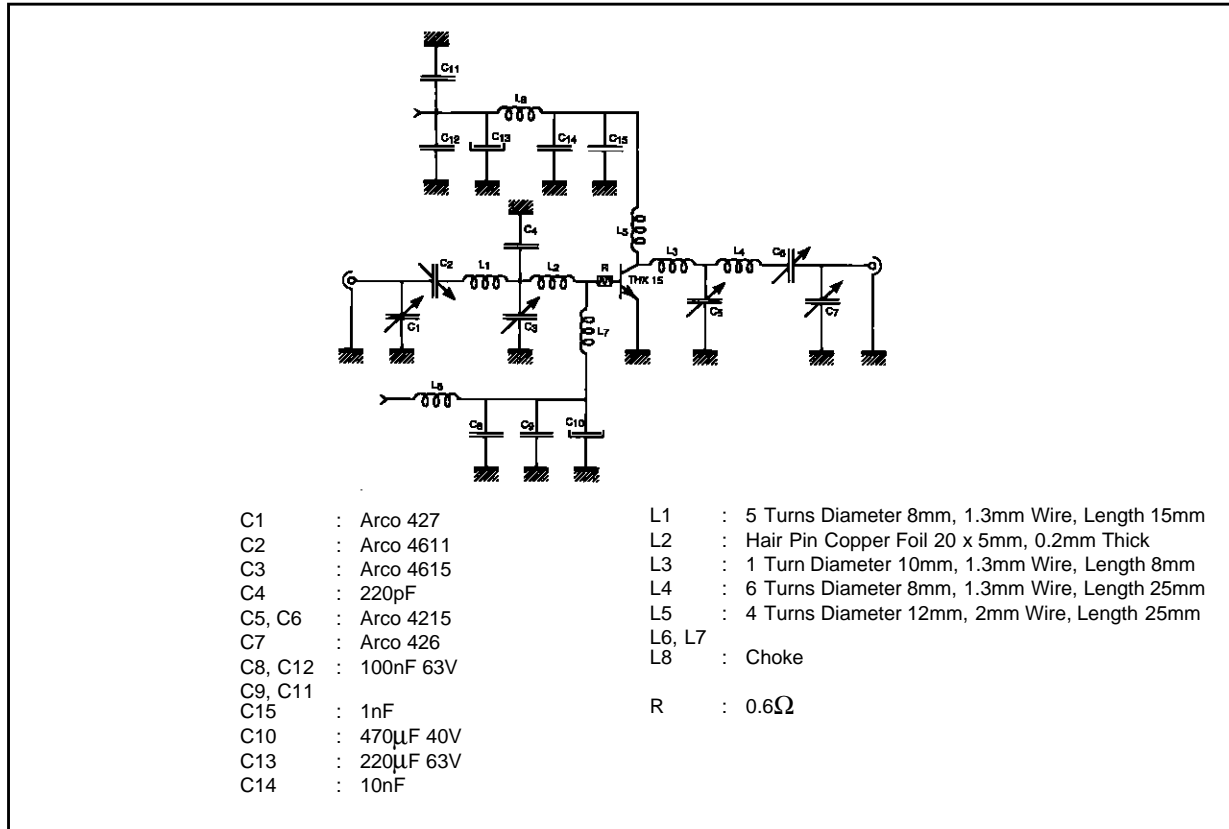 C11
L8
C12
C13
C14
C15
L5
C4
C2
L1
L2
R
THX 15
L3
L4
C6
C1
C3
C5
C7
L7
C8
C9
C10
C1 : Arco 427
C2 : Arco 4611
C3 : Arco 4615
C4 : 220pF
C5, C6 : Arco 4215
C7 : Arco 426
C8, C12 : 100nF 63V
C9, C11
C15 : 1nF
C10 : 470μF 40V
C13 : 220μF 63V
C14 : 10nF
L1 : 5 Turns Diameter 8mm, 1.3mm Wire, Length 15mm
L2 : Hair Pin Copper Foil 20 x 5mm, 0.2mm Thick
L3 : 1 Turn Diameter 10mm, 1.3mm Wire, Length 8mm
L4 : 6 Turns Diameter 8mm, 1.3mm Wire, Length 25mm
L5 : 4 Turns Diameter 12mm, 2mm Wire, Length 25mm
L6, L7
L8 : Choke
R : 0.6Ω